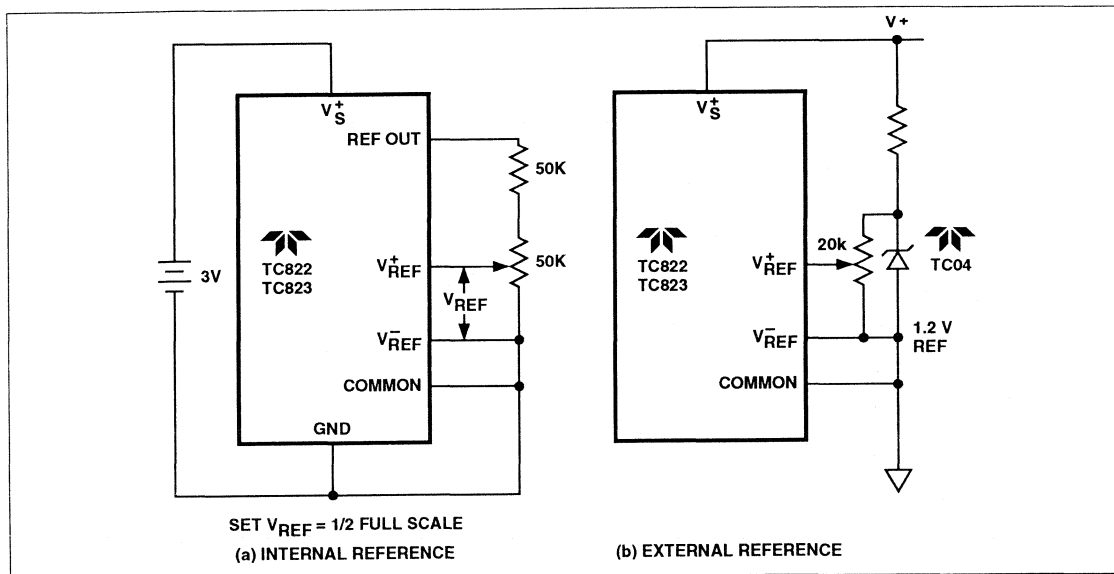 V+
V+S
REF OUT
50K
TC822
TC823
V+REF
VREF
50K
3V
V−REF
COMMON
GND
SET VREF = 1/2 FULL SCALE
(a) INTERNAL REFERENCE
V+S
20k
TC04
TC822
TC823
V+REF
V−REF
1.2 V
REF
COMMON
(b) EXTERNAL REFERENCE